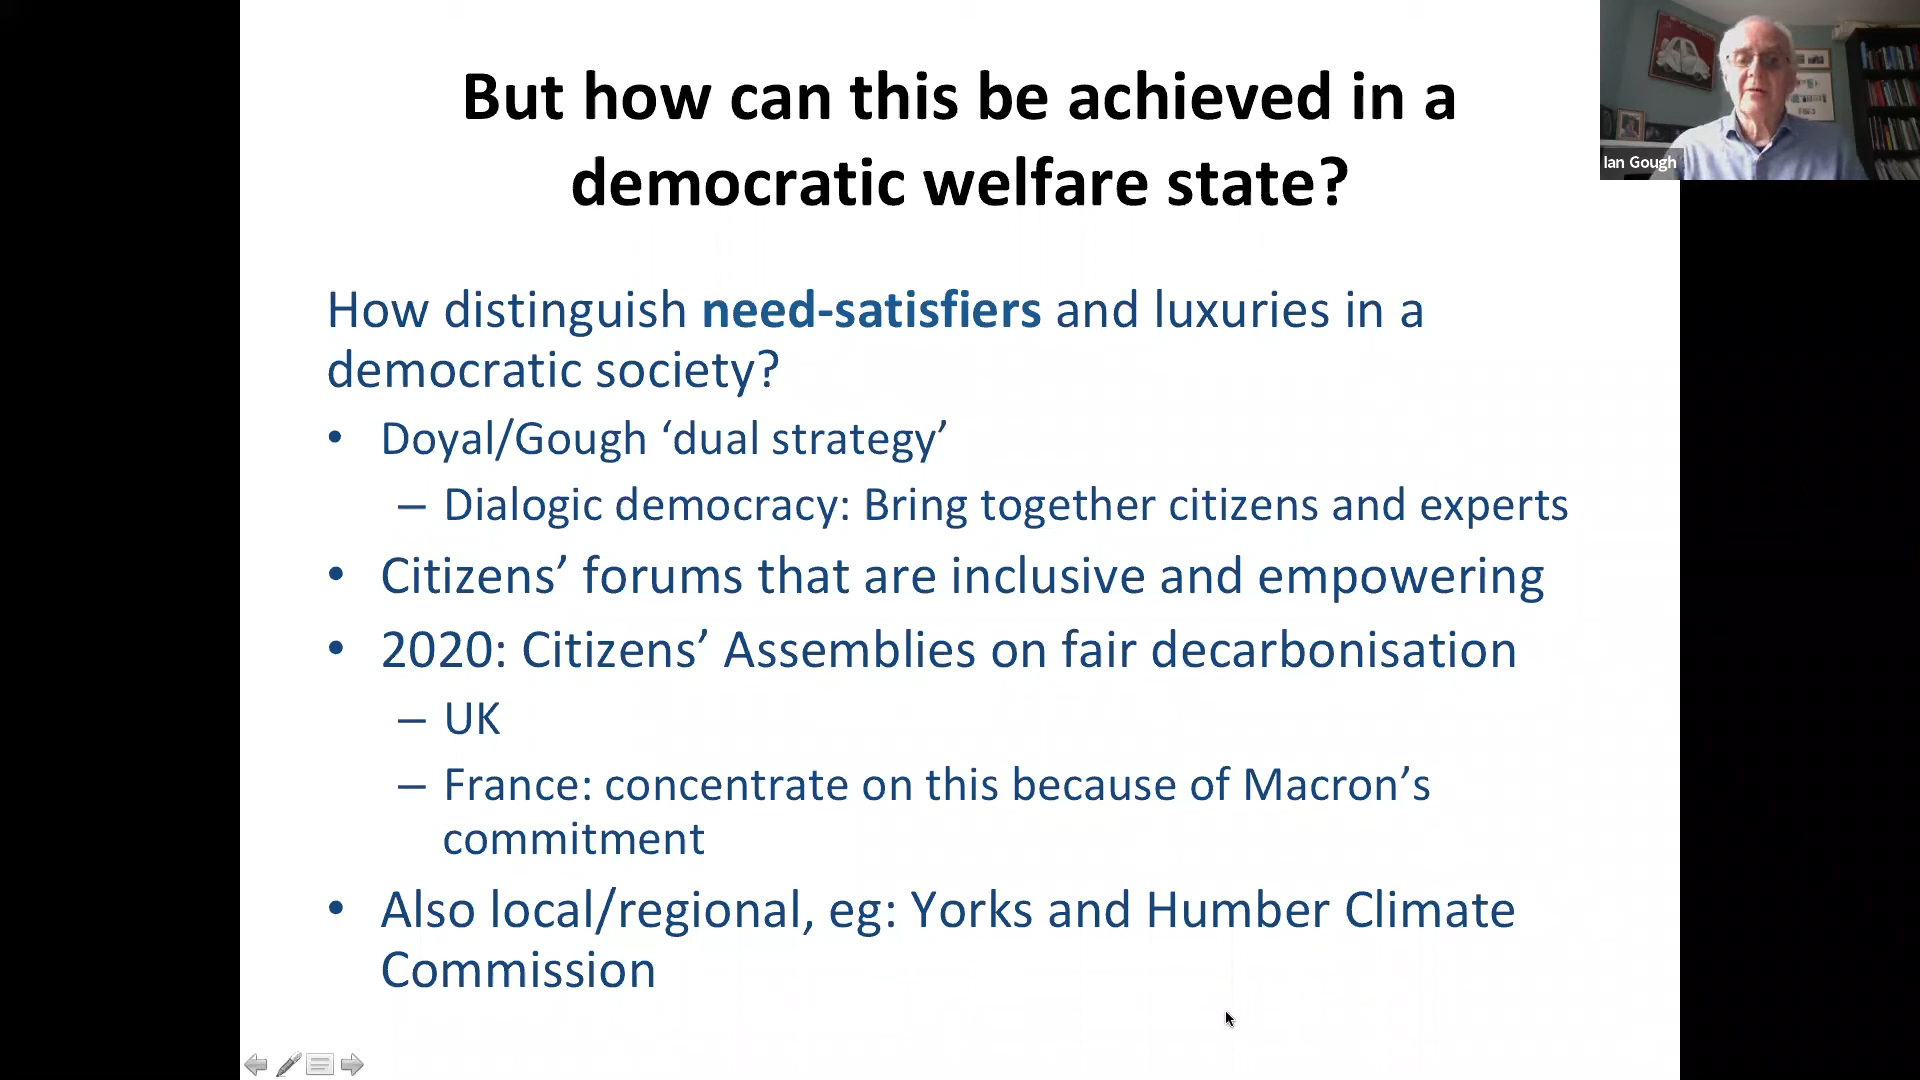 But how can this be achieved in a
democratic welfare state?
Ian Gough
How distinguish need-satisfiers and luxuries in a
democratic society?
• Doyal/Gough ‘dual strategy’
– Dialogic democracy: Bring together citizens and experts
• Citizens’ forums that are inclusive and empowering
• 2020: Citizens’ Assemblies on fair decarbonisation
– UK
– France: concentrate on this because of Macron’s
commitment
• Also local/regional, eg: Yorks and Humber Climate
Commission